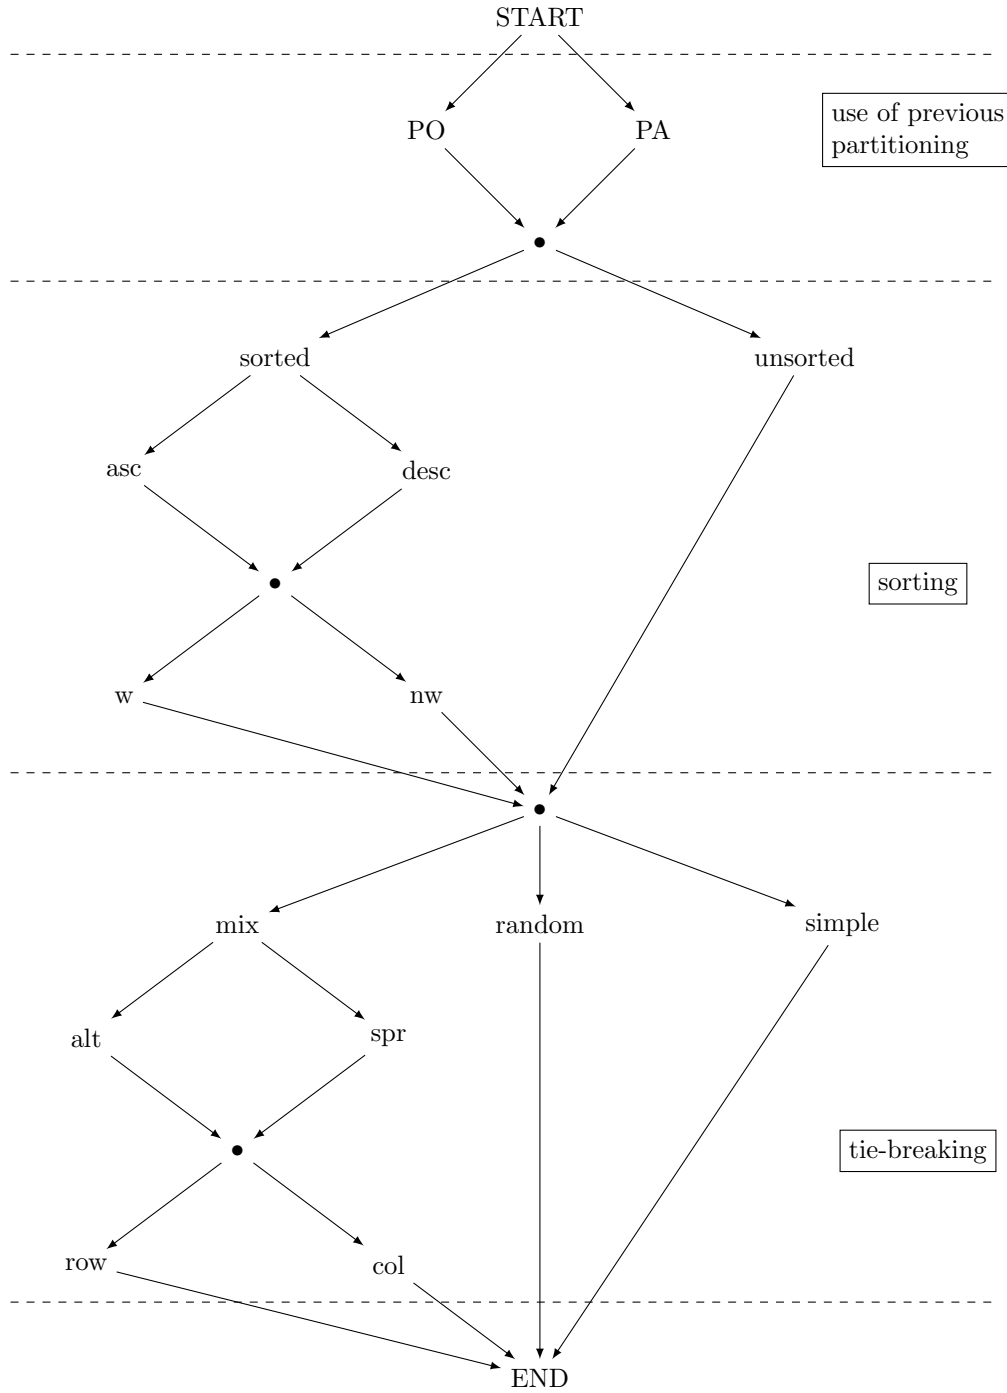 START
PO
PA
use of previous
partitioning
sorted
unsorted
asc
desc
sorting
w
nw
mix
random
simple
alt
spr
tie-breaking
row
col
END